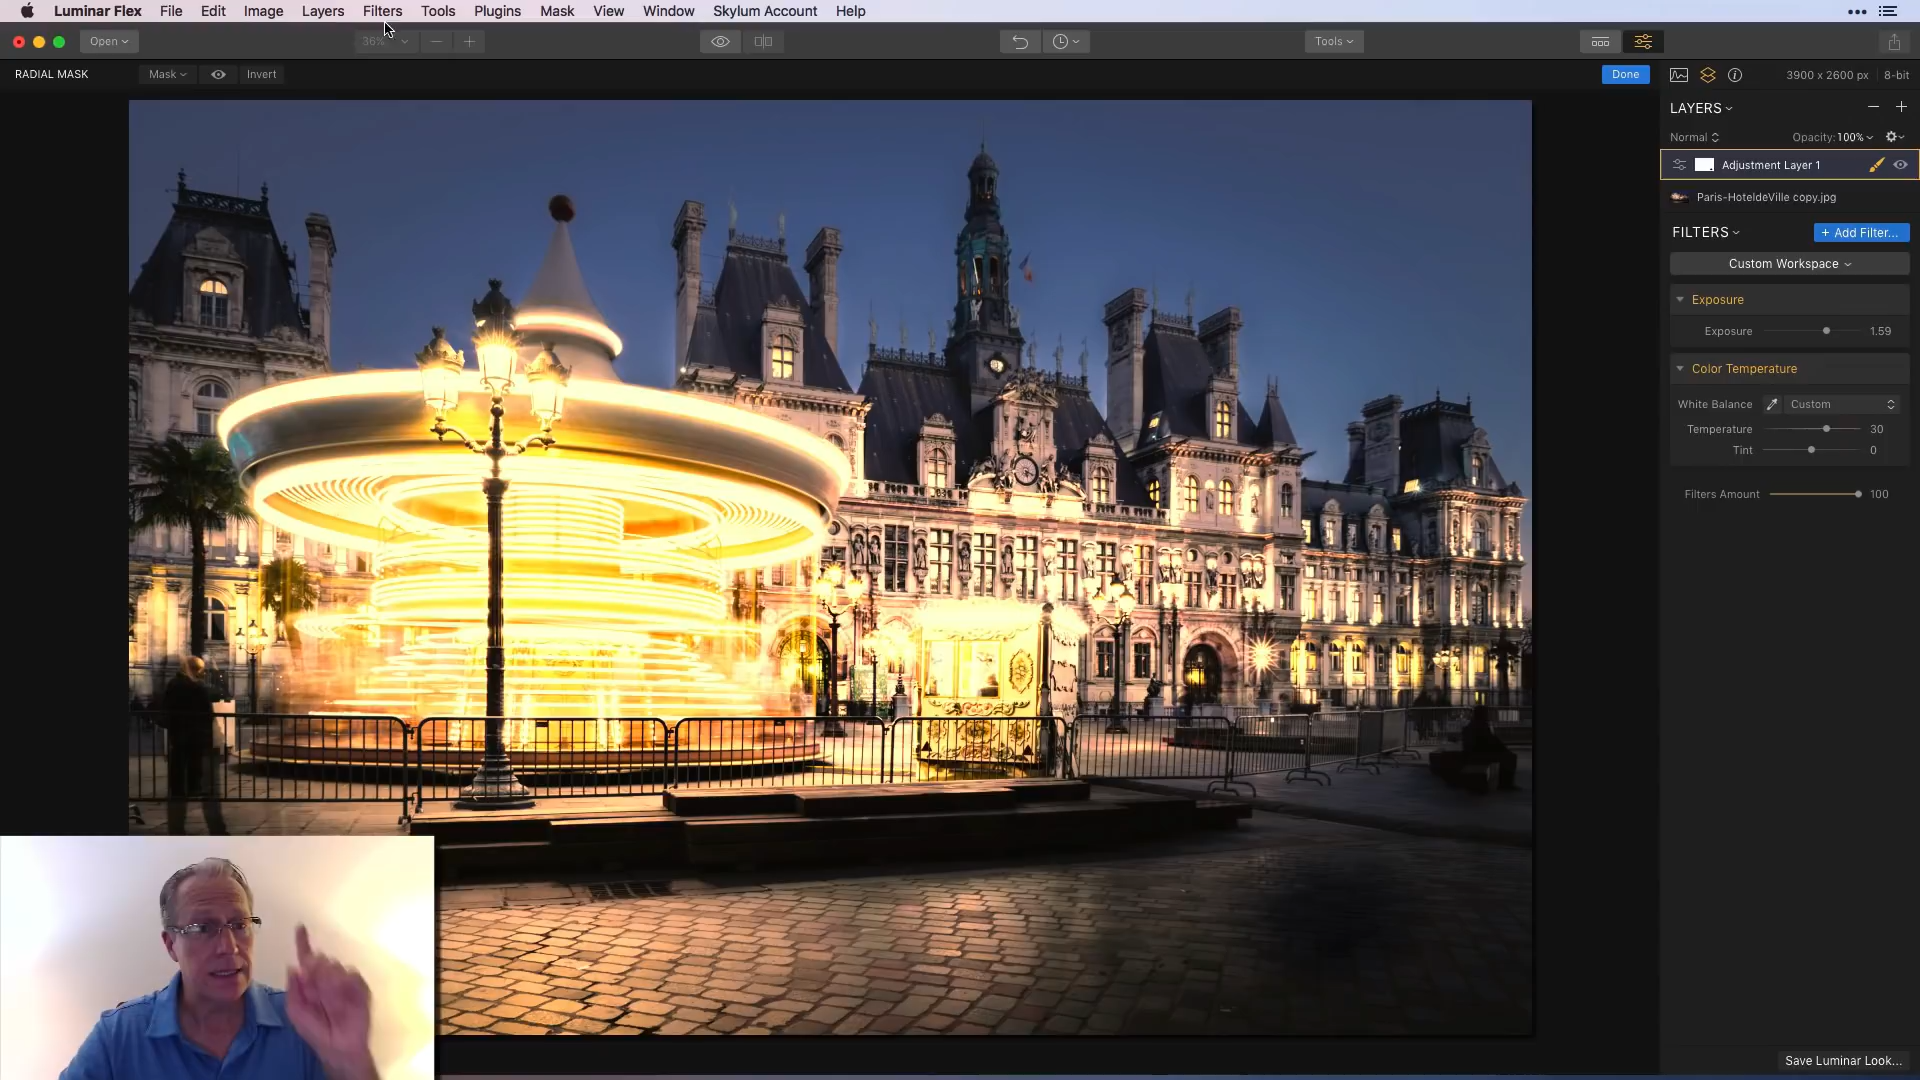 Luminar Flex File Edit Image Layers Filters Tools Plugins Mask View Window Skylum Account Help
Open 36% Tools
RADIAL MASK Mask Invert Done 3900 x 2600 px 8-bit
LAYERS
Normal Opacity: 100%
Adjustment Layer 1
Paris-HoteldeVille copy.jpg
FILTERS + Add Filter...
Custom Workspace
Exposure
Exposure 1.59
Color Temperature
White Balance Custom
Temperature 30
Tint 0
Filters Amount 100
Save Luminar Look...